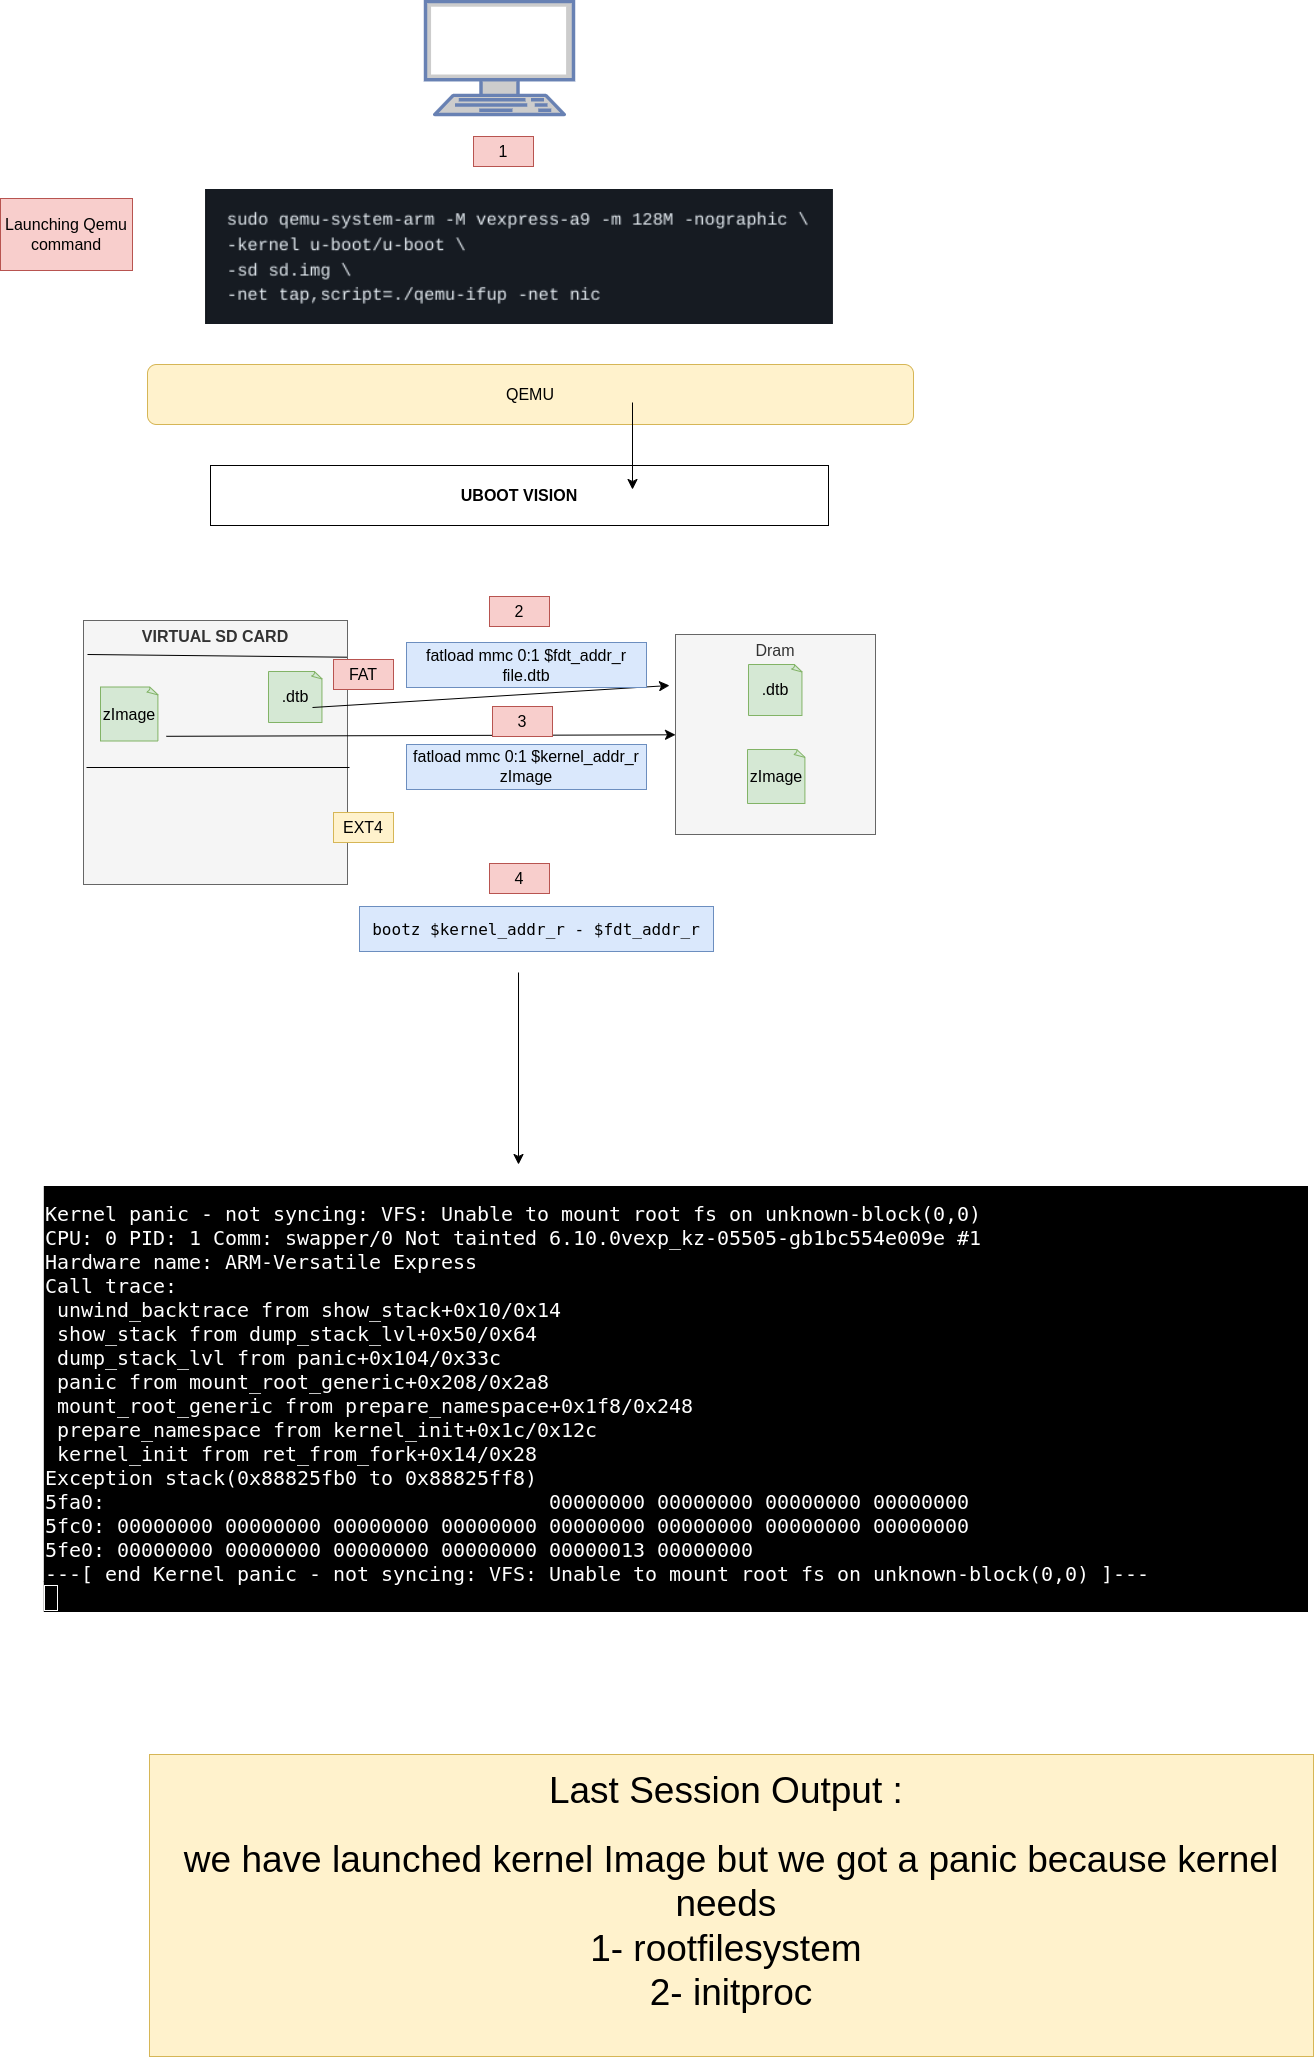 1
Launching Qemu
command
sudo qemu-system-arm -M vexpress-a9 -m 128M -nographic \
-kernel u-boot/u-boot \
-sd sd.img \
-net tap,script=./qemu-ifup -net nic
QEMU
UBOOT VISION
2
VIRTUAL SD CARD
FAT
zImage
.dtb
fatload mmc 0:1 $fdt_addr_r
file.dtb
3
fatload mmc 0:1 $kernel_addr_r
zImage
Dram
.dtb
zImage
EXT4
4
bootz $kernel_addr_r - $fdt_addr_r
Kernel panic - not syncing: VFS: Unable to mount root fs on unknown-block(0,0)
CPU: 0 PID: 1 Comm: swapper/0 Not tainted 6.10.0vexp_kz-05505-gb1bc554e009e #1
Hardware name: ARM-Versatile Express
Call trace:
unwind_backtrace from show_stack+0x10/0x14
show_stack from dump_stack_lvl+0x50/0x64
dump_stack_lvl from panic+0x104/0x33c
panic from mount_root_generic+0x208/0x2a8
mount_root_generic from prepare_namespace+0x1f8/0x248
prepare_namespace from kernel_init+0x1c/0x12c
kernel_init from ret_from_fork+0x14/0x28
Exception stack(0x88825fb0 to 0x88825ff8)
5fa0: 00000000 00000000 00000000 00000000
5fc0: 00000000 00000000 00000000 00000000 00000000 00000000 00000000 00000000
5fe0: 00000000 00000000 00000000 00000000 00000013 00000000
---[ end Kernel panic - not syncing: VFS: Unable to mount root fs on unknown-block(0,0) ]---
Last Session Output :
we have launched kernel Image but we got a panic because kernel
needs
1- rootfilesystem
2- initproc